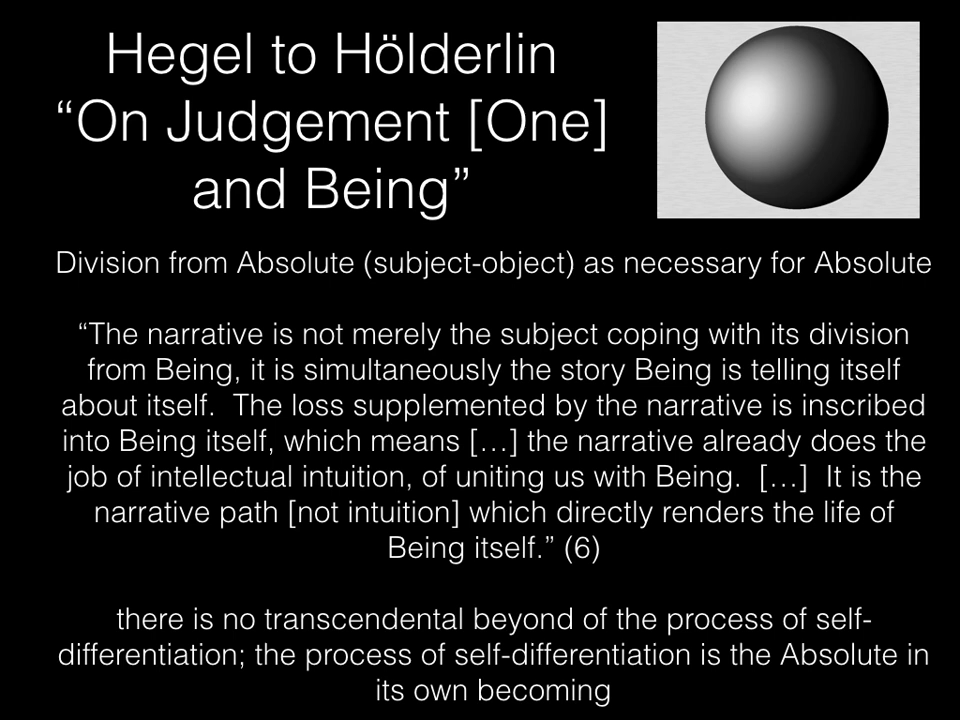 Hegel to Hölderlin
“On Judgement [One]
and Being”
Division from Absolute (subject-object) as necessary for Absolute
“The narrative is not merely the subject coping with its division
from Being, it is simultaneously the story Being is telling itself
about itself.  The loss supplemented by the narrative is inscribed
into Being itself, which means […] the narrative already does the
job of intellectual intuition, of uniting us with Being.  […]  It is the
narrative path [not intuition] which directly renders the life of
Being itself.” (6)
there is no transcendental beyond of the process of self-
differentiation; the process of self-differentiation is the Absolute in
its own becoming